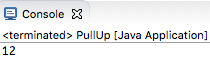 Console
<terminated> PullUp [Java Application]
12